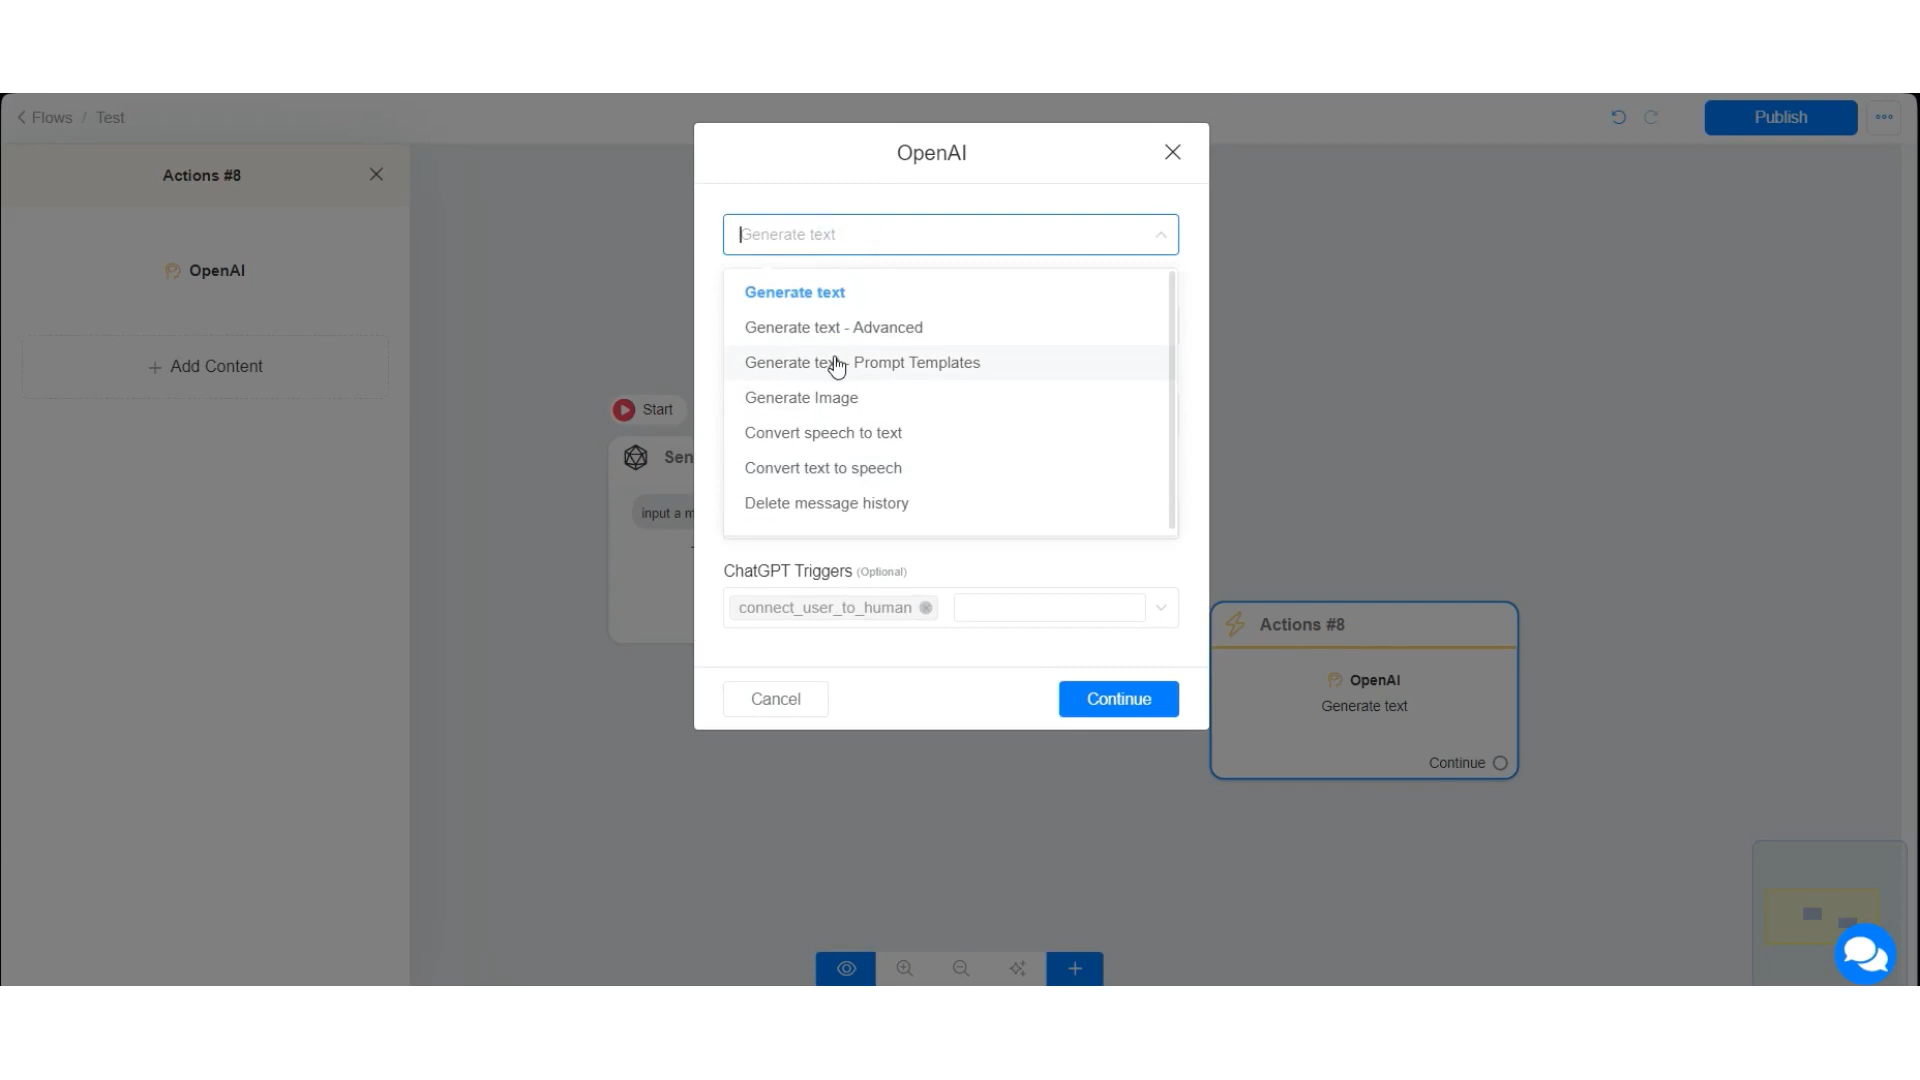 Flows / Test
Publish
Actions #8
OpenAI
Add Content
Start
Sen
input a m
OpenAI
Generate text
Generate text
Generate text - Advanced
Generate text - Prompt Templates
Generate Image
Convert speech to text
Convert text to speech
Delete message history
ChatGPT Triggers (Optional)
connect_user_to_human
Cancel
Continue
Actions #8
OpenAI
Generate text
Continue